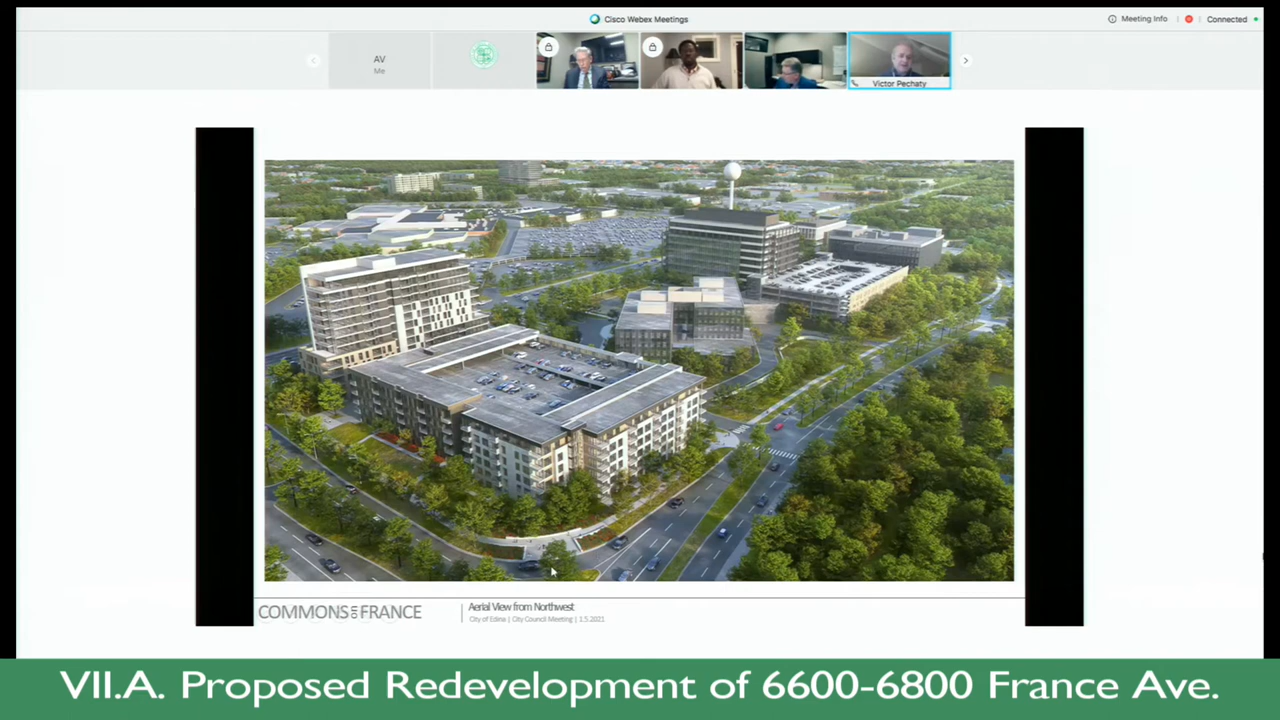 Cisco Webex Meetings
Meeting Info
Connected
AV
Me
Victor Pechaty
COMMONS ON FRANCE
Aerial View from Northwest
City of Edina | City Council Meeting | 1.5.2021
VII.A. Proposed Redevelopment of 6600-6800 France Ave.